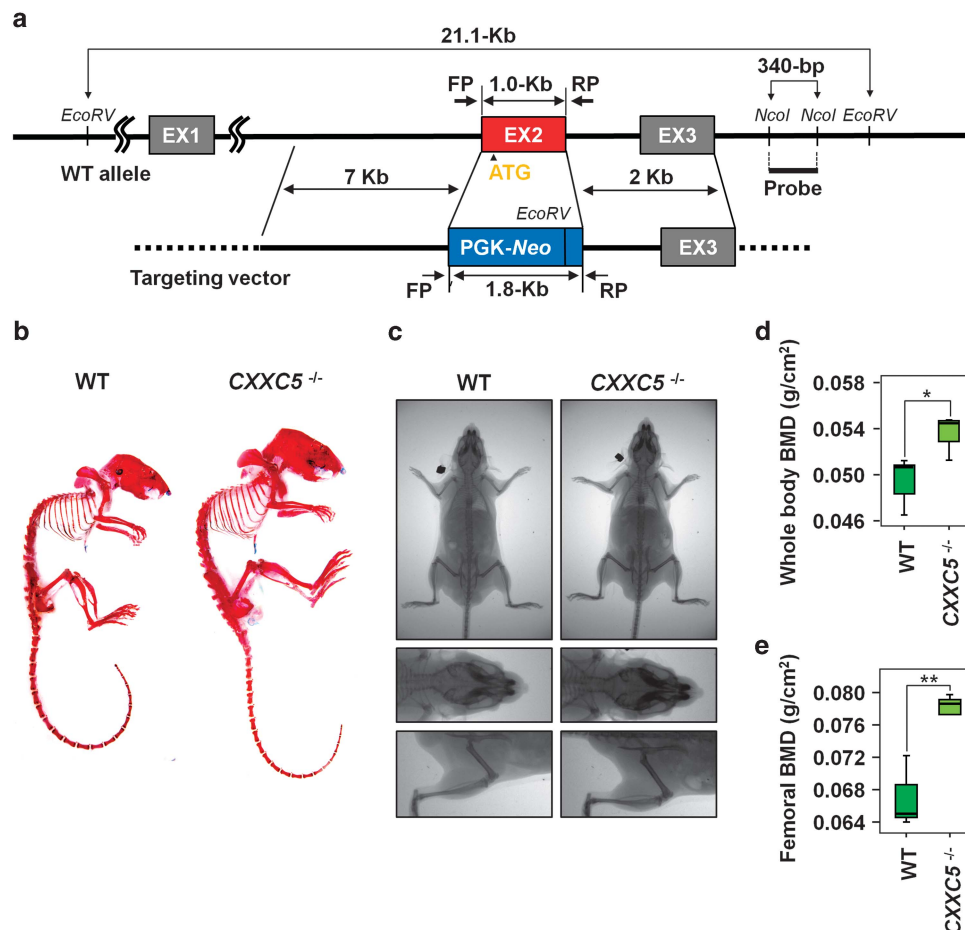 a
21.1-Kb
FP 1.0-Kb RP
340-bp
EcoRV
NcoI NcoI EcoRV
EX1
EX2
EX3
WT allele
ATG
7 Kb
2 Kb
Probe
EcoRV
PGK-Neo
EX3
Targeting vector
FP 1.8-Kb RP
b
WT
CXXC5 -/-
c
WT
CXXC5 -/-
d
Whole body BMD (g/cm2)
0.058
0.054
0.050
0.046
*
WT
CXXC5 -/-
e
Femoral BMD (g/cm2)
0.080
0.076
0.072
0.068
0.064
**
WT
CXXC5 -/-